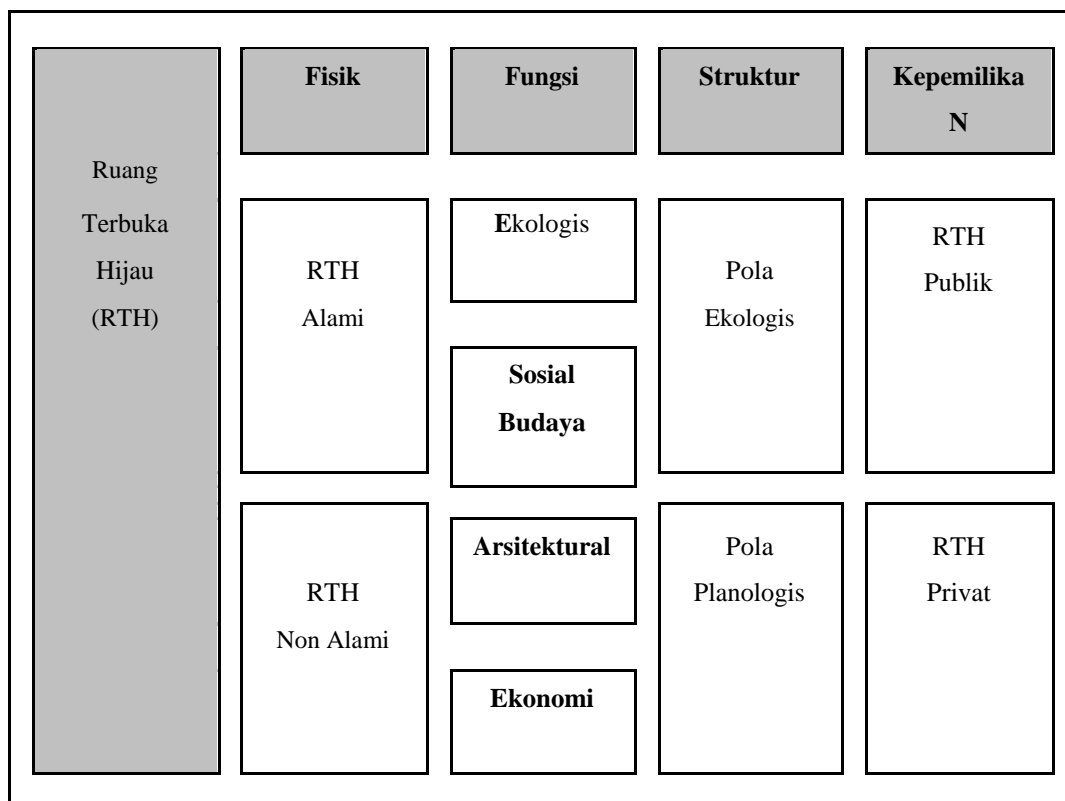 Ruang
Terbuka
Hijau
(RTH)
Fisik
RTH
Alami
RTH
Non Alami
Fungsi
Ekologis
Sosial
Budaya
Arsitektural
Ekonomi
Struktur
Pola
Ekologis
Pola
Planologis
Kepemilika
N
RTH
Publik
RTH
Privat